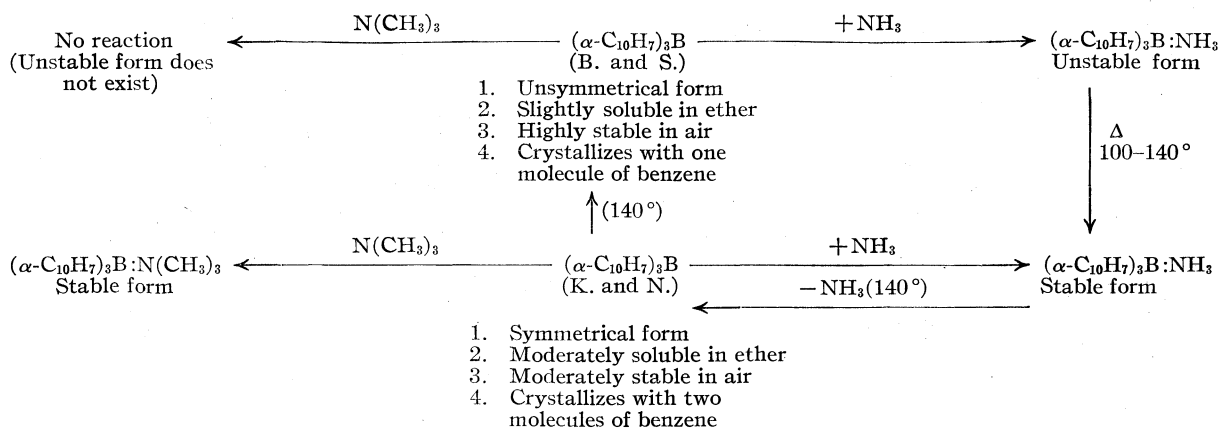 N(CH₃)₃
+NH₃
No reaction
(Unstable form does
not exist)
(α-C₁₀H₇)₃B
(B. and S.)
(α-C₁₀H₇)₃B:NH₃
Unstable form
1. Unsymmetrical form
2. Slightly soluble in ether
3. Highly stable in air
4. Crystallizes with one
molecule of benzene
Δ
100–140°
(140°)
N(CH₃)₃
+NH₃
(α-C₁₀H₇)₃B:N(CH₃)₃
Stable form
(α-C₁₀H₇)₃B
(K. and N.)
−NH₃(140°)
(α-C₁₀H₇)₃B:NH₃
Stable form
1. Symmetrical form
2. Moderately soluble in ether
3. Moderately stable in air
4. Crystallizes with two
molecules of benzene